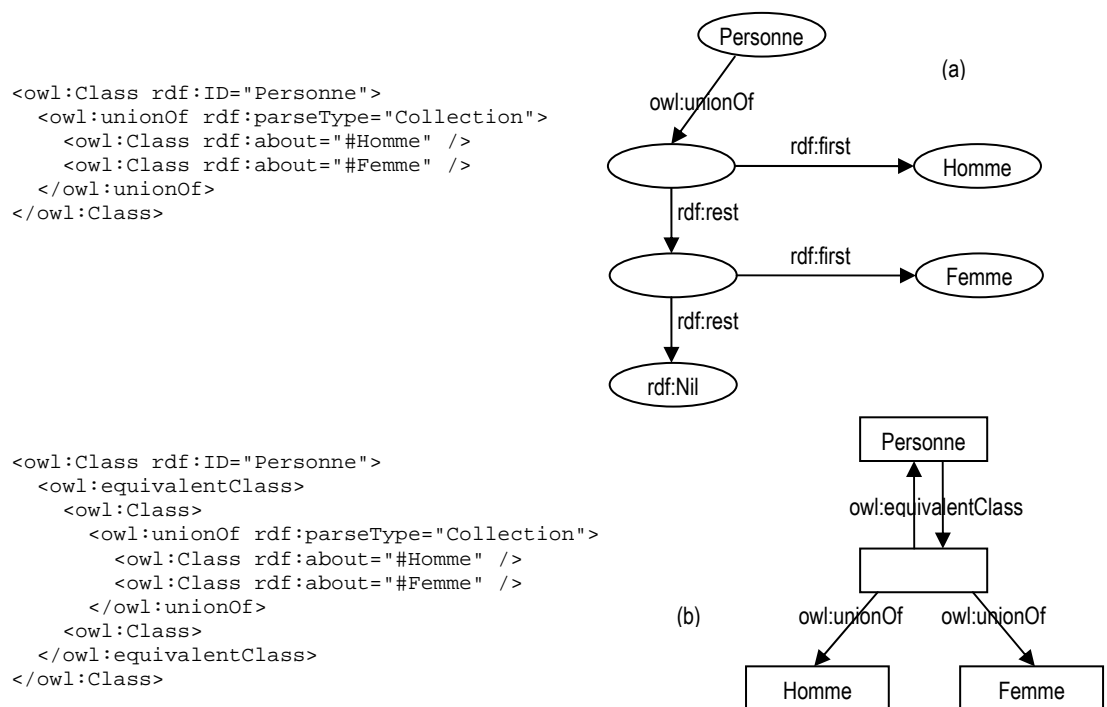 <owl:Class rdf:ID="Personne">
  <owl:unionOf rdf:parseType="Collection">
    <owl:Class rdf:about="#Homme" />
    <owl:Class rdf:about="#Femme" />
  </owl:unionOf>
</owl:Class>
Personne
(a)
owl:unionOf
rdf:first
Homme
rdf:rest
rdf:first
Femme
rdf:rest
rdf:Nil
<owl:Class rdf:ID="Personne">
  <owl:equivalentClass>
    <owl:Class>
      <owl:unionOf rdf:parseType="Collection">
        <owl:Class rdf:about="#Homme" />
        <owl:Class rdf:about="#Femme" />
      </owl:unionOf>
    <owl:Class>
  </owl:equivalentClass>
</owl:Class>
Personne
owl:equivalentClass
(b)
owl:unionOf owl:unionOf
Homme Femme